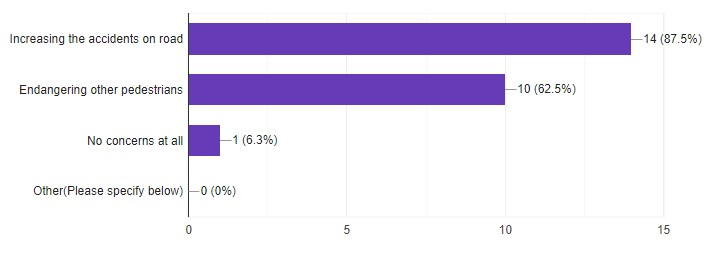 Increasing the accidents on road 14 (87.5%)
Endangering other pedestrians 10 (62.5%)
No concerns at all 1 (6.3%)
Other(Please specify below) 0 (0%)
0 5 10 15